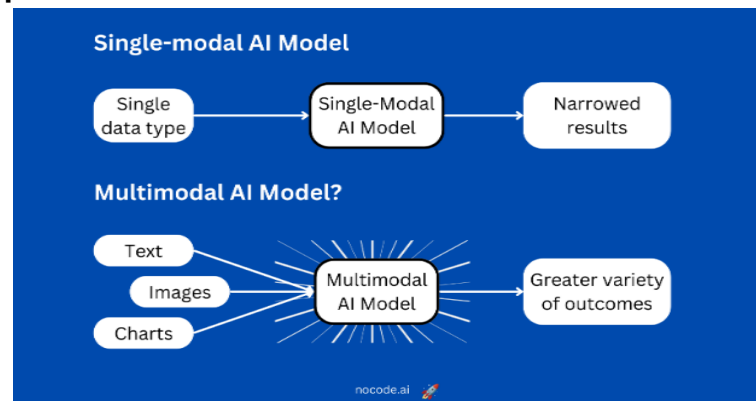 Single-modal AI Model
Single
data type
Single-Modal
AI Model
Narrowed
results
Multimodal AI Model?
Text
Images
Charts
Multimodal
AI Model
Greater variety
of outcomes
nocode.ai